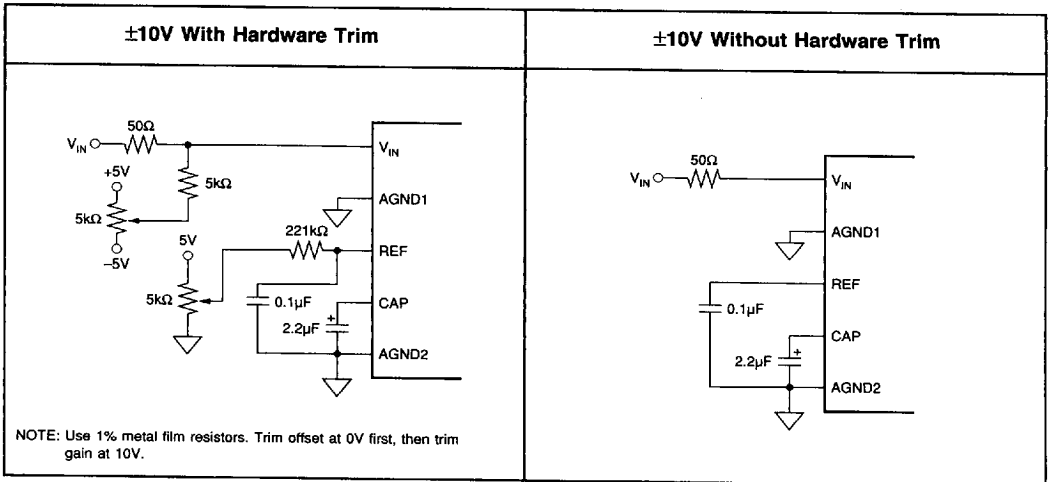 ±10V With Hardware Trim
50Ω
V_IN
V_IN
+5V
5kΩ
AGND1
5kΩ
221kΩ
5V
REF
–5V
5kΩ
0.1µF
CAP
+
2.2µF
AGND2
NOTE: Use 1% metal film resistors. Trim offset at 0V first, then trim
gain at 10V.
±10V Without Hardware Trim
50Ω
V_IN
V_IN
AGND1
REF
0.1µF
CAP
+
2.2µF
AGND2